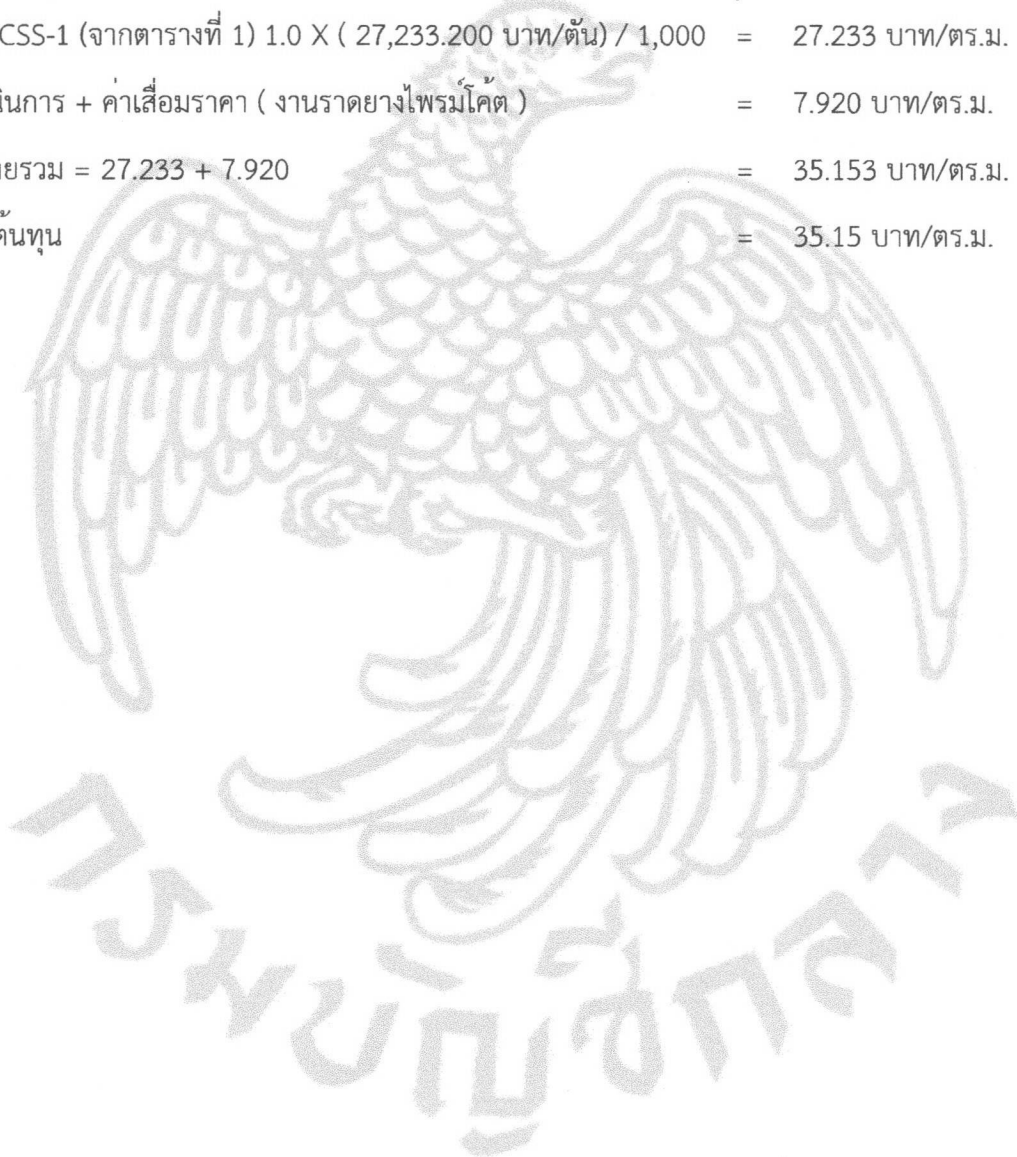 CSS-1 (จากตารางที่ 1) 1.0 X ( 27,233.200 บาท/ตัน) / 1,000 = 27.233 บาท/ตร.ม.
นินการ + ค่าเสื่อมราคา ( งานราดยางไพรม์โค้ต ) = 7.920 บาท/ตร.ม.
ยรวม = 27.233 + 7.920 = 35.153 บาท/ตร.ม.
ต้นทุน = 35.15 บาท/ตร.ม.
กรมบัญชีกลาง